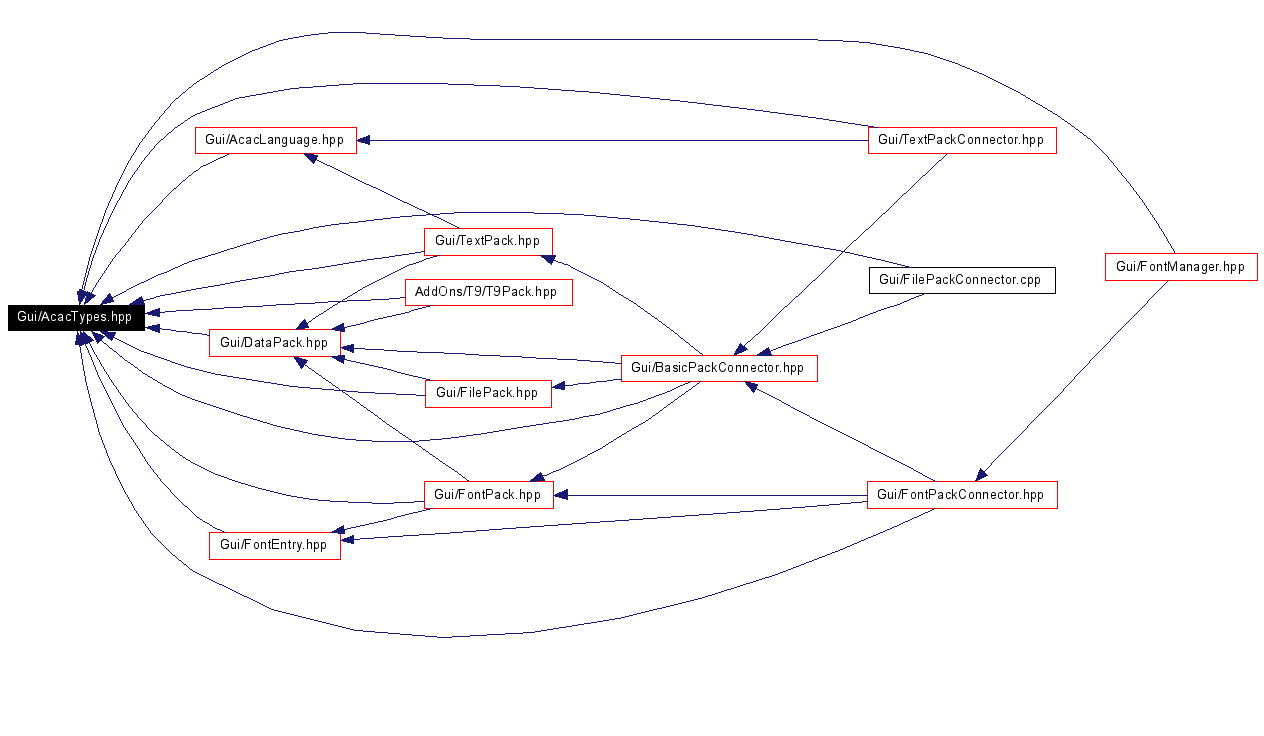 Gui/AcacLanguage.hpp
Gui/TextPackConnector.hpp
Gui/TextPack.hpp
Gui/FontManager.hpp
Gui/FilePackConnector.cpp
AddOns/T9/T9Pack.hpp
Gui/AcacTypes.hpp
Gui/DataPack.hpp
Gui/BasicPackConnector.hpp
Gui/FilePack.hpp
Gui/FontPack.hpp
Gui/FontPackConnector.hpp
Gui/FontEntry.hpp